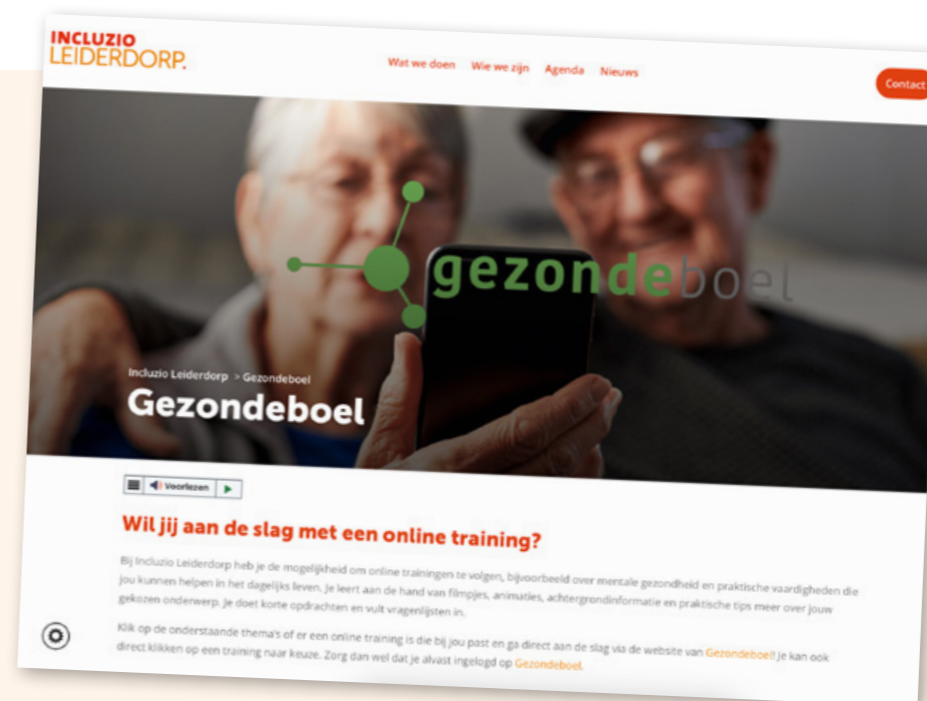 INCLUZIO
LEIDERDORP.
Wat we doen Wie we zijn Agenda Nieuws
Contact
gezondeboel
Incluzio Leiderdorp > Gezondeboel
Gezondeboel
Voorlezen
Wil jij aan de slag met een online training?
Bij Incluzio Leiderdorp heb je de mogelijkheid om online trainingen te volgen, bijvoorbeeld over mentale gezondheid en praktische vaardigheden die
jou kunnen helpen in het dagelijks leven. Je leert aan de hand van filmpjes, animaties, achtergrondinformatie en praktische tips meer over jouw
gekozen onderwerp. Je doet korte opdrachten en vult vragenlijsten in.
Klik op de onderstaande thema's of er een online training is die bij jou past en ga direct aan de slag via de website van Gezondeboel! Je kan ook
direct klikken op een training naar keuze. Zorg dan wel dat je alvast ingelogd op Gezondeboel.